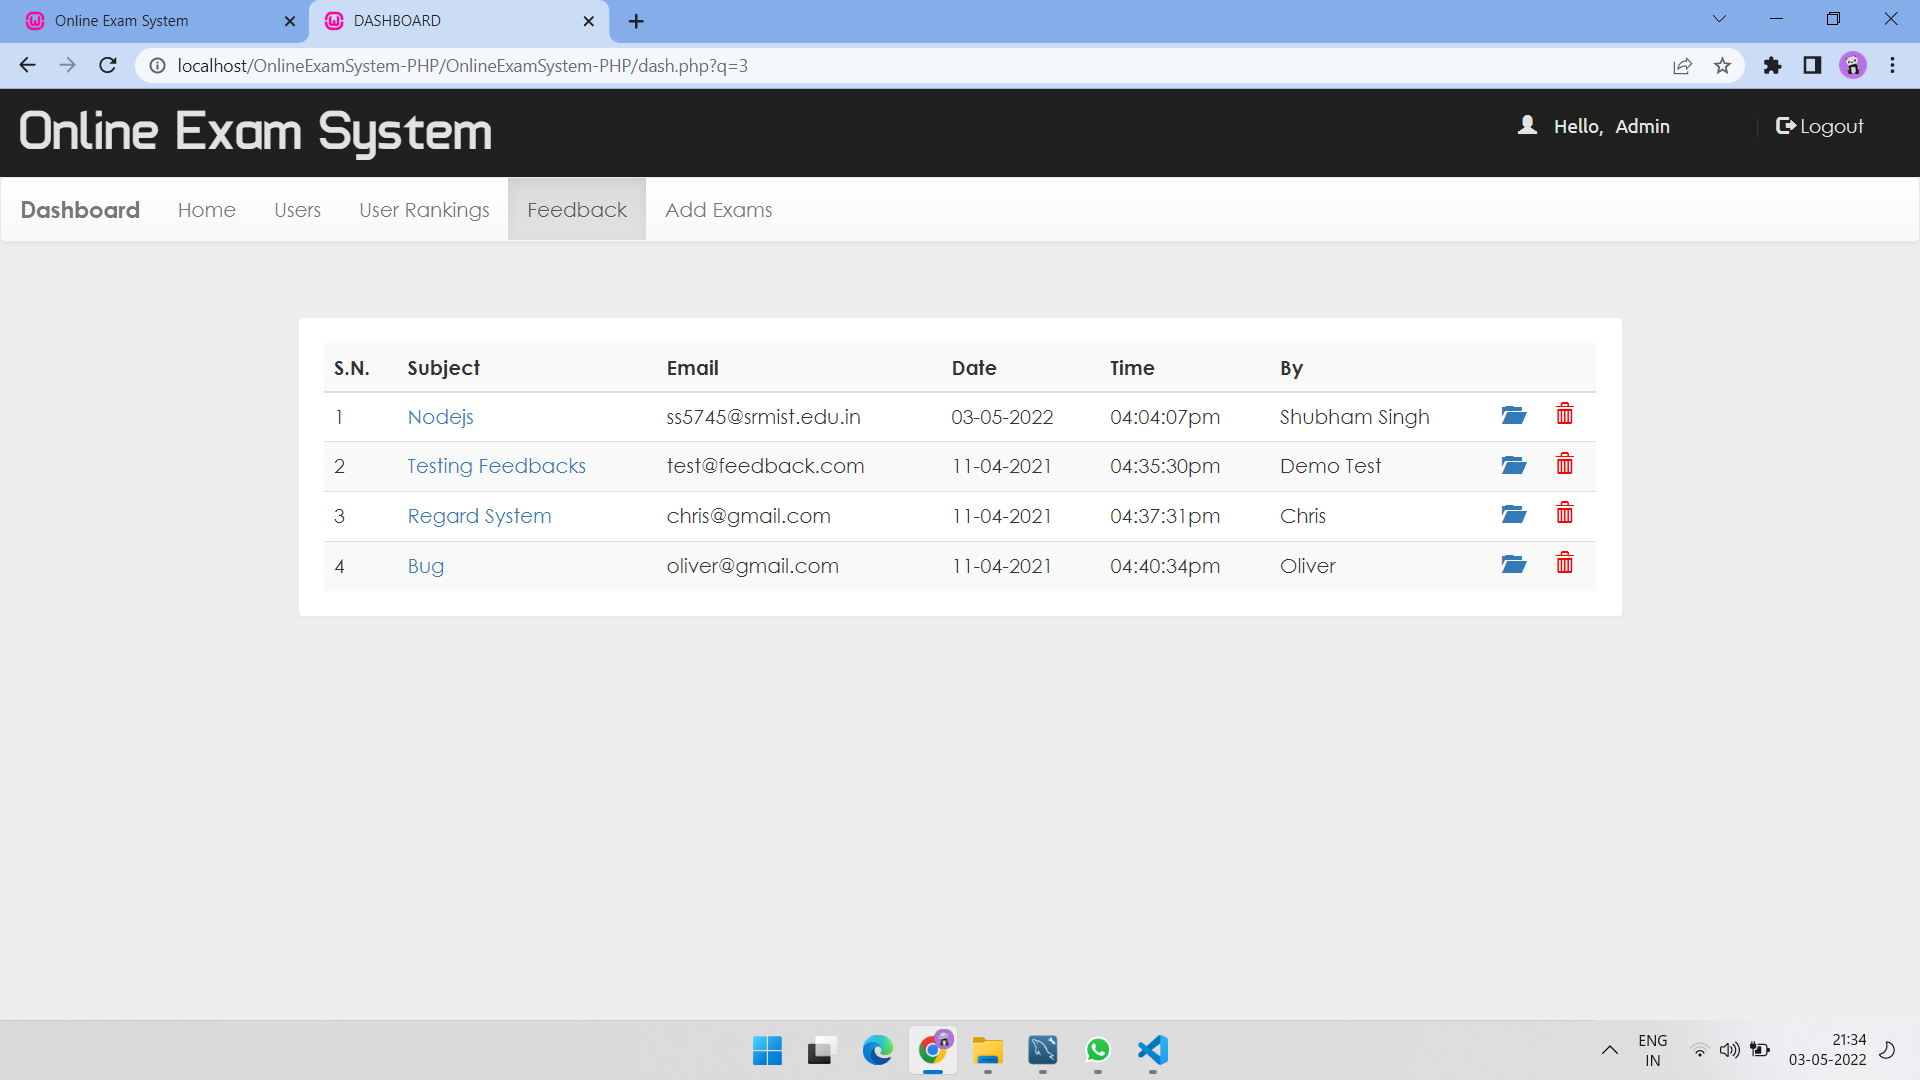 Online Exam System
DASHBOARD
localhost/OnlineExamSystem-PHP/OnlineExamSystem-PHP/dash.php?q=3
Online Exam System
Hello, Admin
Logout
Dashboard Home Users User Rankings Feedback Add Exams
S.N. Subject Email Date Time By
1 Nodejs ss5745@srmist.edu.in 03-05-2022 04:04:07pm Shubham Singh
2 Testing Feedbacks test@feedback.com 11-04-2021 04:35:30pm Demo Test
3 Regard System chris@gmail.com 11-04-2021 04:37:31pm Chris
4 Bug oliver@gmail.com 11-04-2021 04:40:34pm Oliver
ENG
IN
21:34
03-05-2022